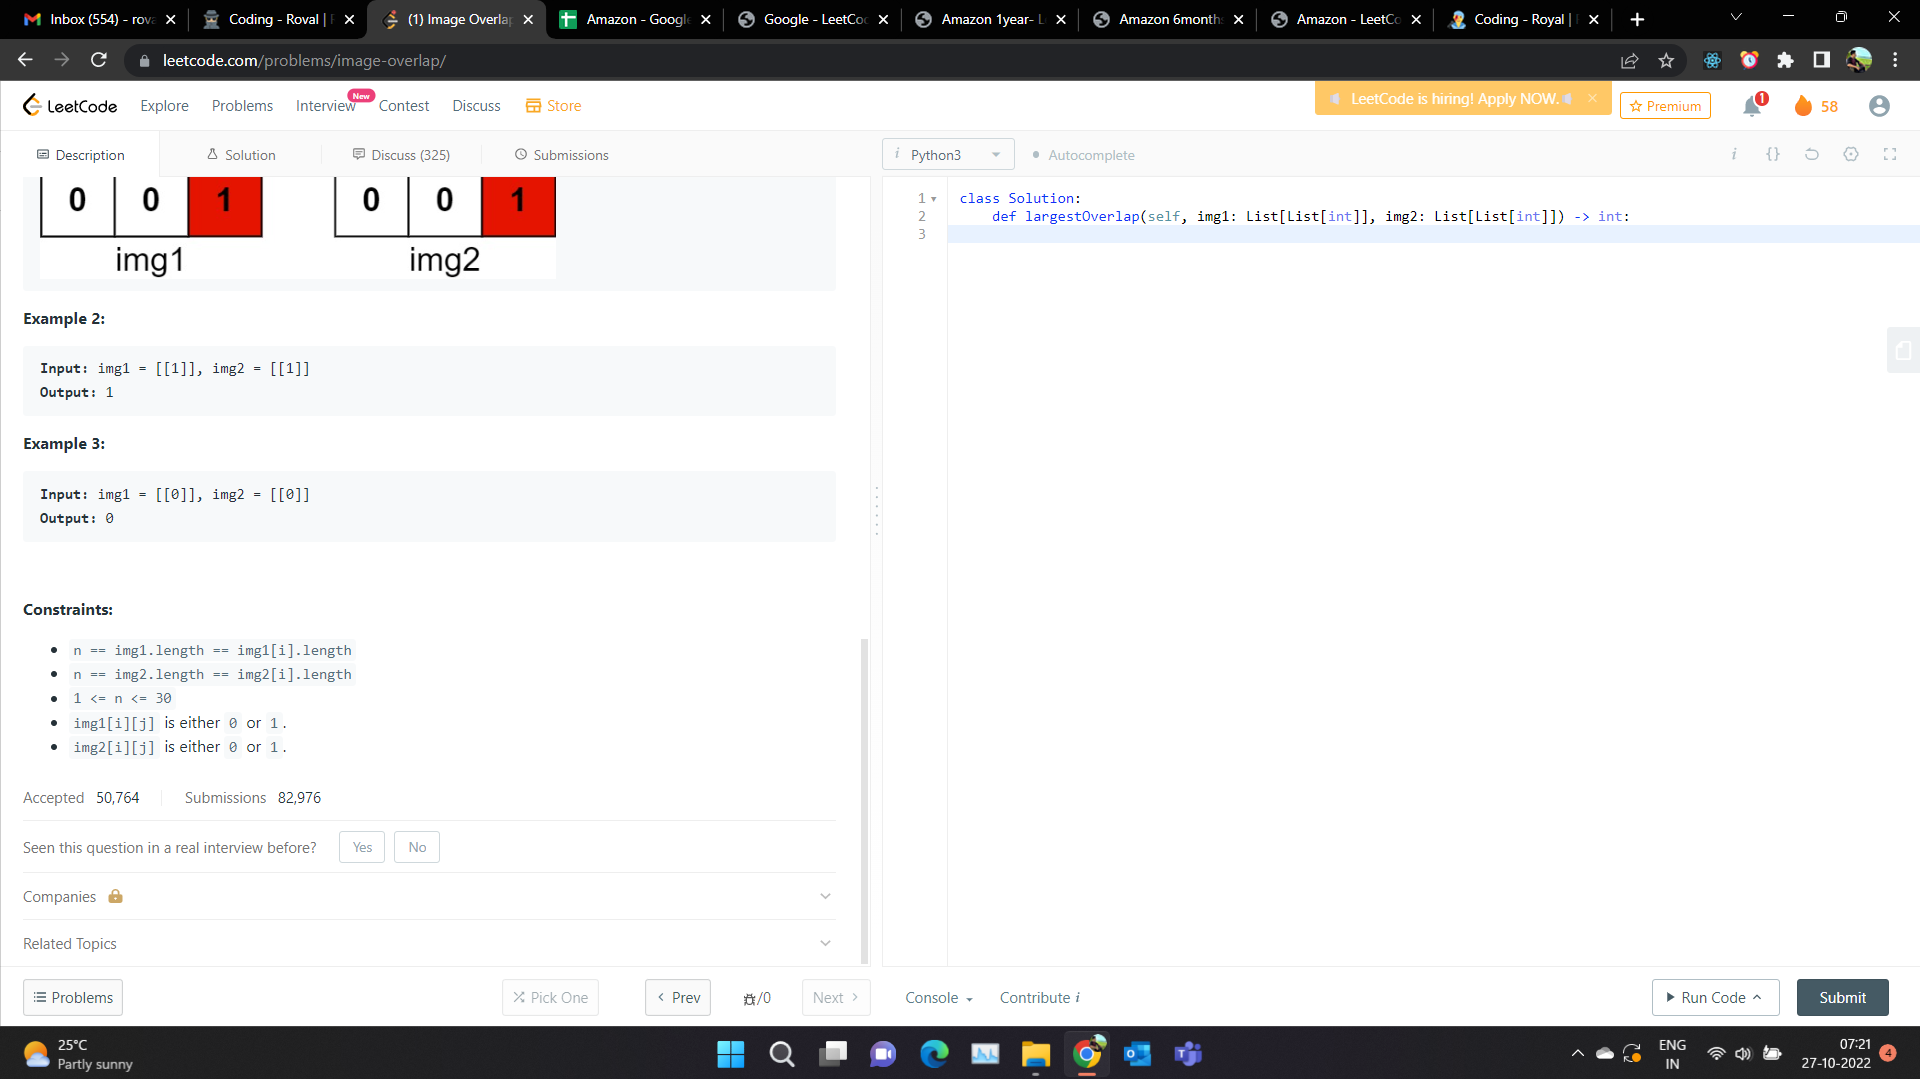 Inbox (554) - rova
Coding - Royal |
(1) Image Overlap
Amazon - Google
Google - LeetCo
Amazon 1year- L
Amazon 6months
Amazon - LeetCo
Coding - Royal |
leetcode.com/problems/image-overlap/
LeetCode
Explore
Problems
Interview
New
Contest
Discuss
Store
LeetCode is hiring! Apply NOW.
Premium
1
58
Description
Solution
Discuss (325)
Submissions
i Python3
Autocomplete
0 0 1
0 0 1
img1
img2
Example 2:
Input: img1 = [[1]], img2 = [[1]]
Output: 1
Example 3:
Input: img1 = [[0]], img2 = [[0]]
Output: 0
Constraints:
n == img1.length == img1[i].length
n == img2.length == img2[i].length
1 <= n <= 30
img1[i][j] is either 0 or 1.
img2[i][j] is either 0 or 1.
Accepted 50,764
Submissions 82,976
Seen this question in a real interview before?
Yes
No
Companies
Related Topics
1 class Solution:
2 def largestOverlap(self, img1: List[List[int]], img2: List[List[int]]) -> int:
3
Problems
Pick One
Prev
/0
Next
Console
Contribute i
Run Code
Submit
25°C
Partly sunny
ENG
IN
07:21
27-10-2022
4